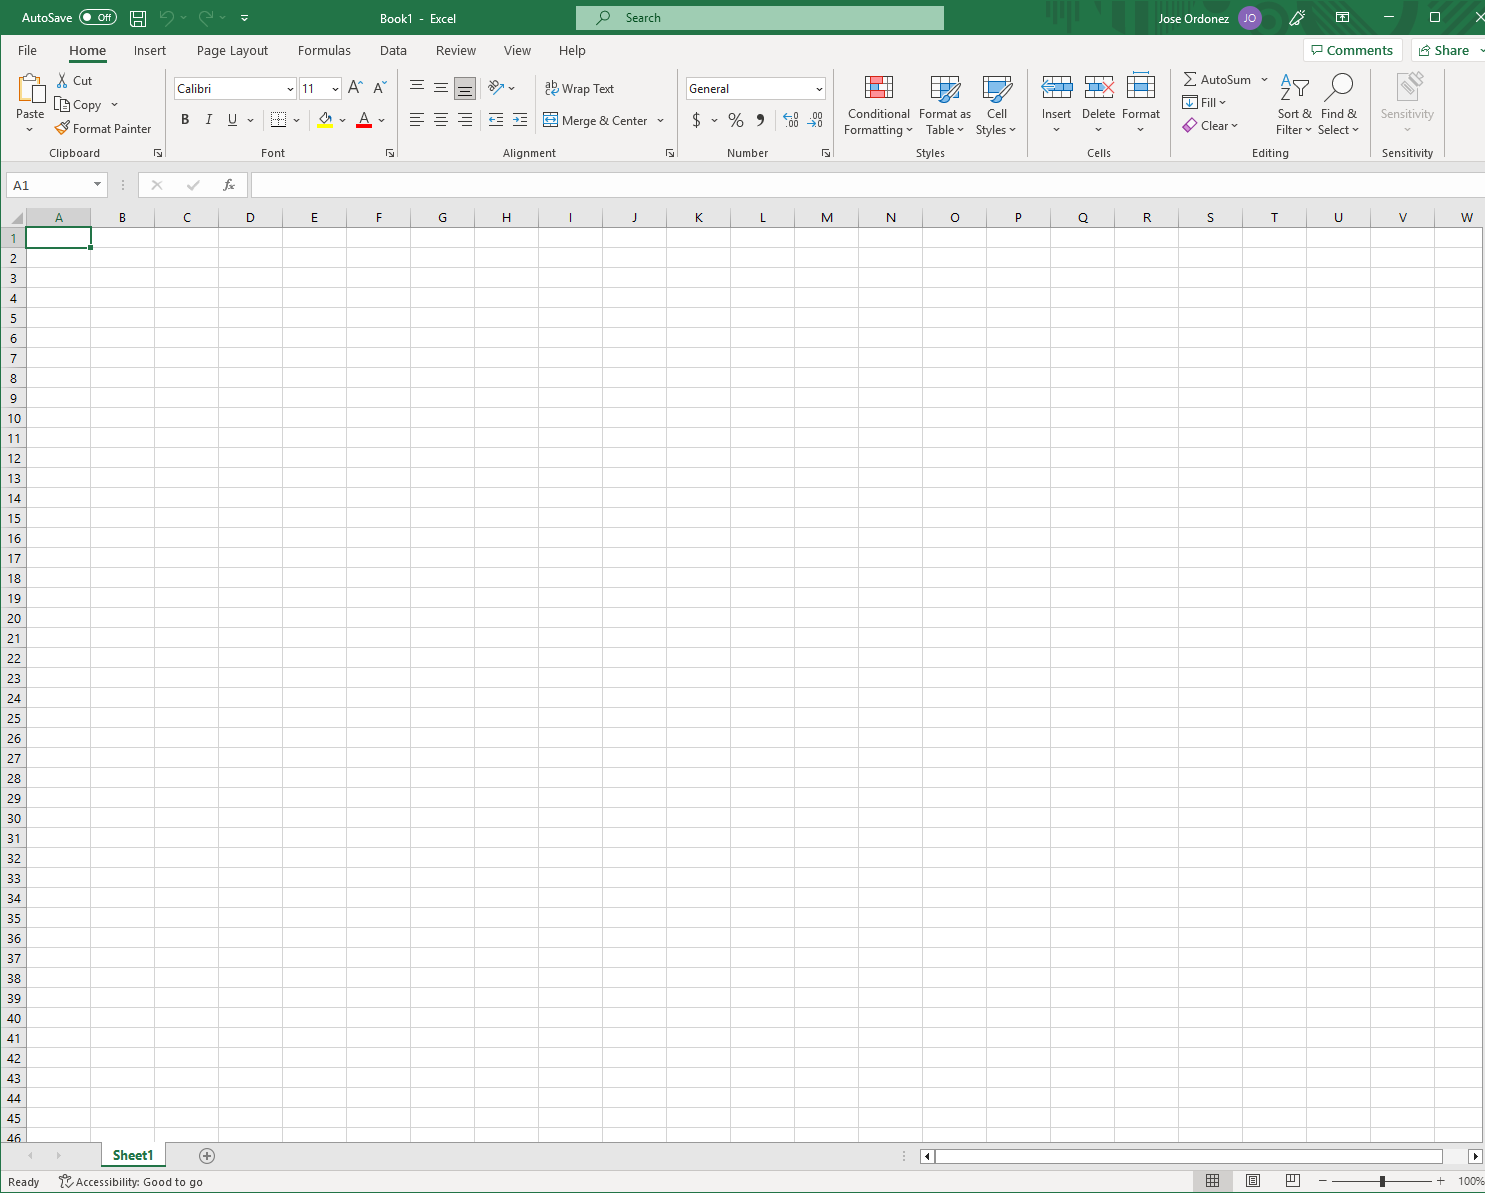 AutoSave Off Book1 - Excel Search Jose Ordonez JO
File Home Insert Page Layout Formulas Data Review View Help Comments Share
Paste
Cut
Copy
Format Painter
Clipboard
Calibri 11
B I U A
Font
ab Wrap Text
Merge & Center
Alignment
General
$ % 9
Number
Conditional Formatting
Format as Table
Cell Styles
Styles
Insert Delete Format
Cells
AutoSum
Fill
Clear
Sort & Filter
Find & Select
Editing
Sensitivity
Sensitivity
A1 fx
A B C D E F G H I J K L M N O P Q R S T U V W
1
2
3
4
5
6
7
8
9
10
11
12
13
14
15
16
17
18
19
20
21
22
23
24
25
26
27
28
29
30
31
32
33
34
35
36
37
38
39
40
41
42
43
44
45
46
Sheet1
Ready Accessibility: Good to go 100%